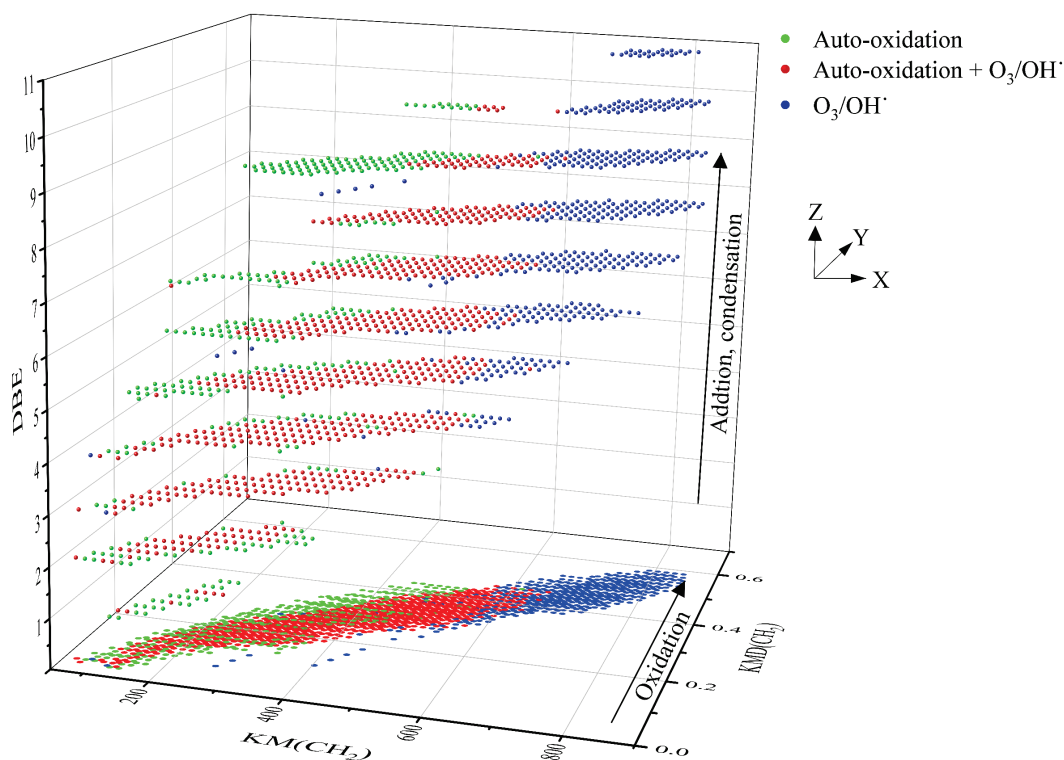 Auto-oxidation
Auto-oxidation + O₃/OH˙
O₃/OH˙
Z
Y
X
11
10
9
8
7
6
5
4
3
2
1
DBE
200
400
600
800
KM(CH₂)
0.0
0.2
0.4
0.6
KMD(CH₂)
Addtion, condensation
Oxidation